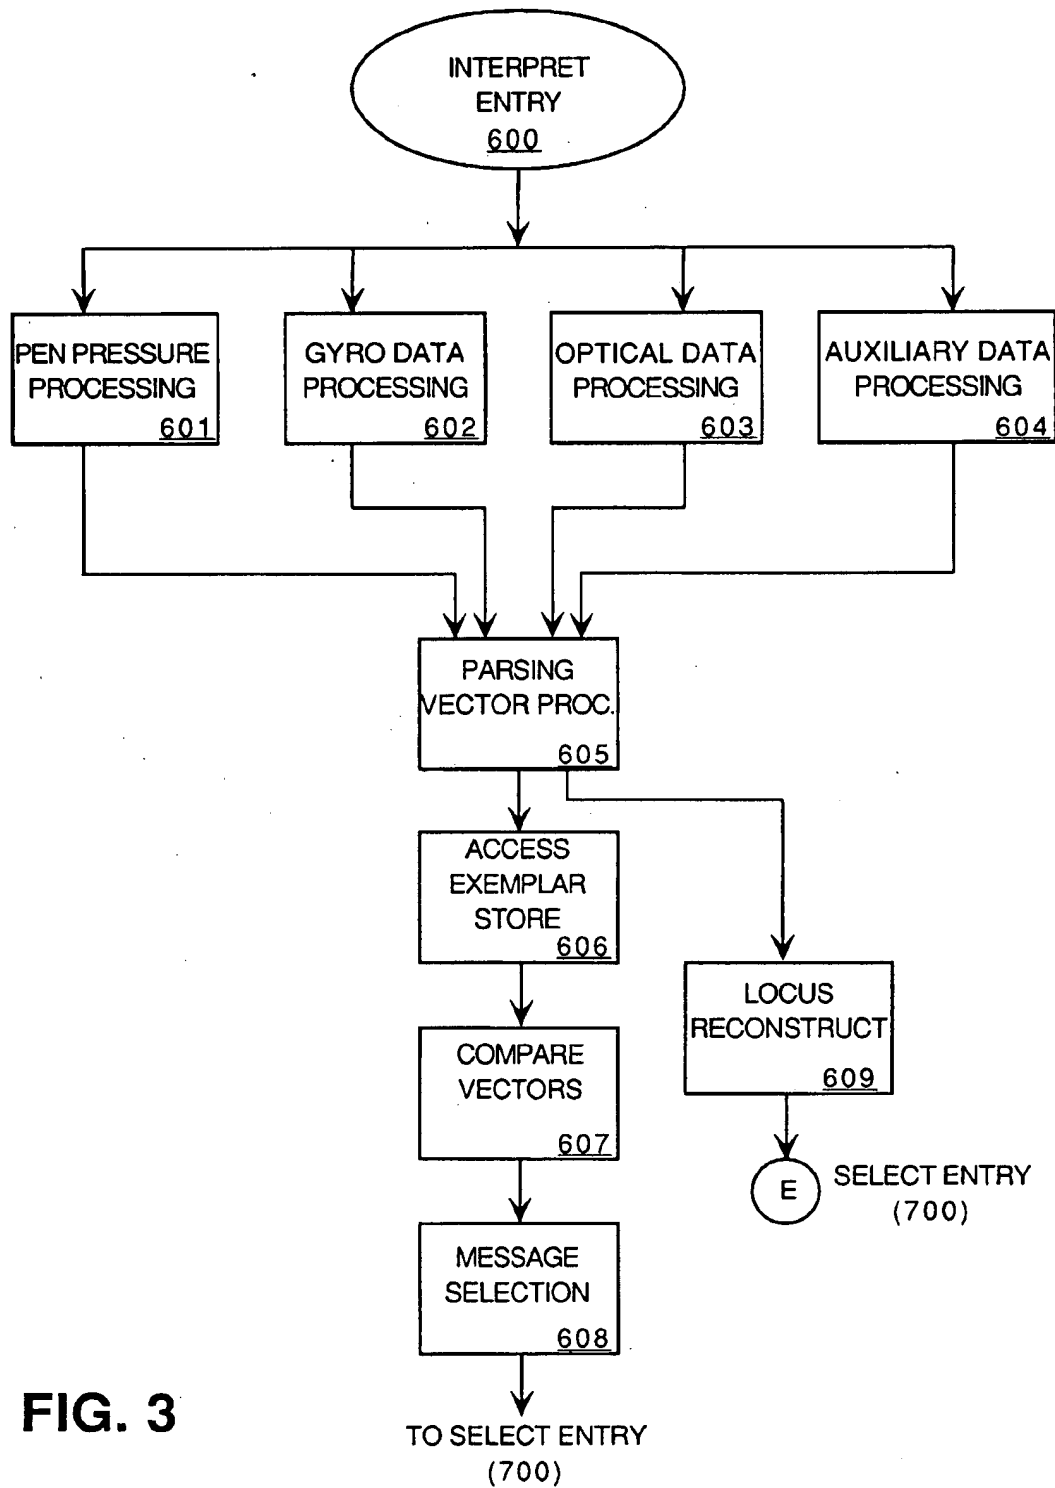 INTERPRET
ENTRY
600
PEN PRESSURE
PROCESSING
601
GYRO DATA
PROCESSING
602
OPTICAL DATA
PROCESSING
603
AUXILIARY DATA
PROCESSING
604
PARSING
VECTOR PROC.
605
ACCESS
EXEMPLAR
STORE
606
LOCUS
RECONSTRUCT
609
COMPARE
VECTORS
607
E
SELECT ENTRY
(700)
MESSAGE
SELECTION
608
FIG. 3
TO SELECT ENTRY
(700)